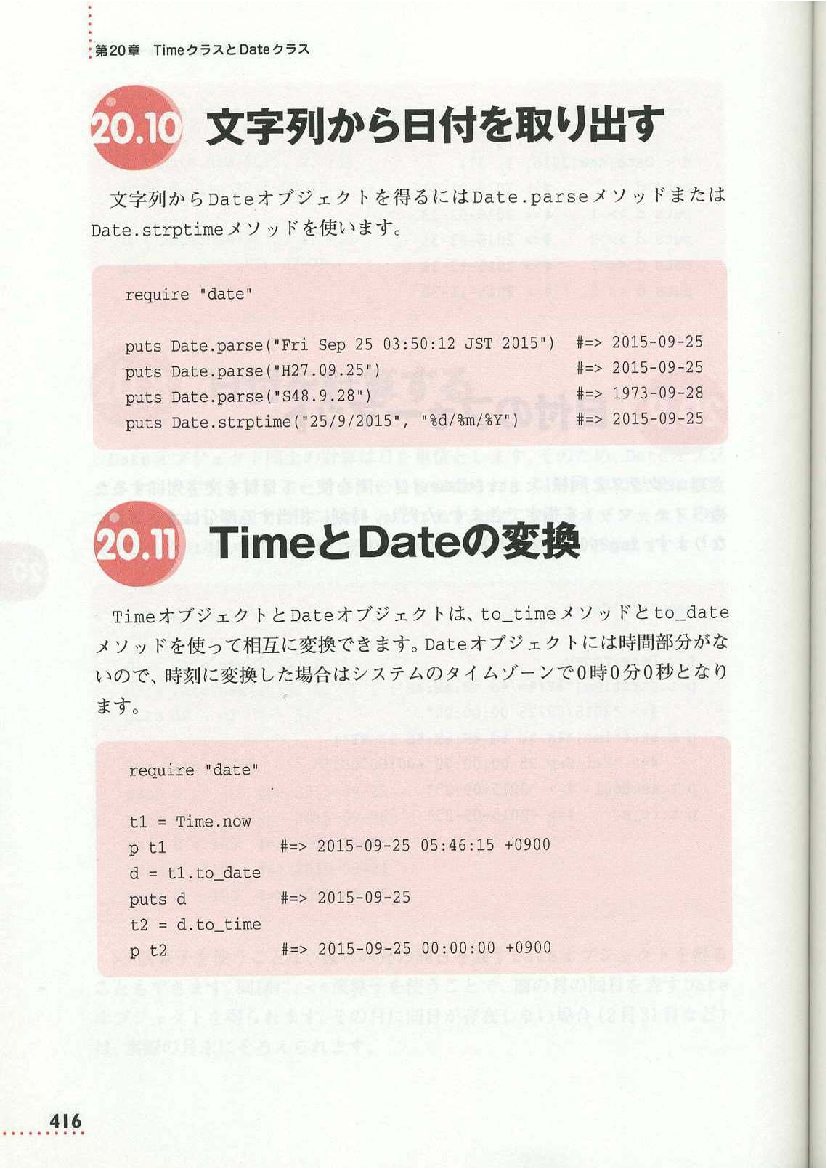 第20章 TimeクラスとDateクラス
20.10 文字列から日付を取り出す
文字列からDateオブジェクトを得るにはDate.parseメソッドまたは
Date.strptimeメソッドを使います。
require "date"
puts Date.parse("Fri Sep 25 03:50:12 JST 2015") #=> 2015-09-25
puts Date.parse("H27.09.25") #=> 2015-09-25
puts Date.parse("S48.9.28") #=> 1973-09-28
puts Date.strptime("25/9/2015", "%d/%m/%Y") #=> 2015-09-25
20.11 TimeとDateの変換
TimeオブジェクトとDateオブジェクトは、to_timeメソッドとto_date
メソッドを使って相互に変換できます。Dateオブジェクトには時間部分がな
いので、時刻に変換した場合はシステムのタイムゾーンで0時0分0秒となり
ます。
require "date"
t1 = Time.now
p t1 #=> 2015-09-25 05:46:15 +0900
d = t1.to_date
puts d #=> 2015-09-25
t2 = d.to_time
p t2 #=> 2015-09-25 00:00:00 +0900
416